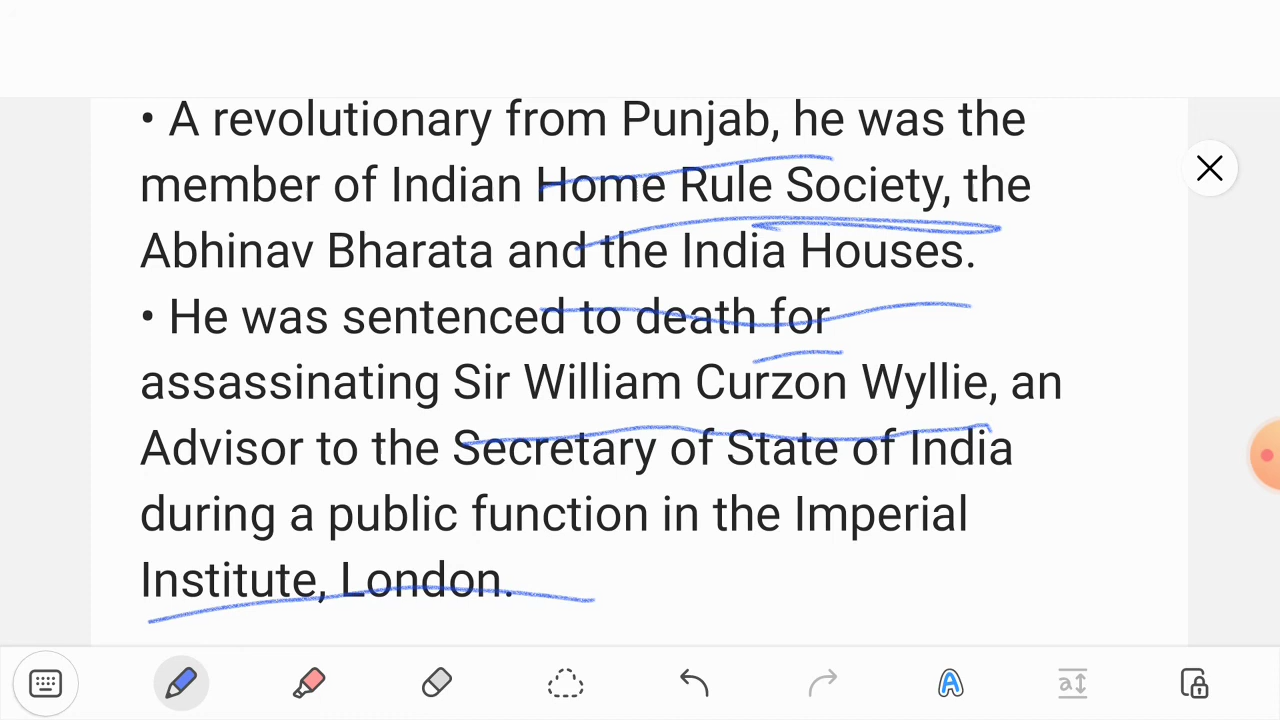 • A revolutionary from Punjab, he was the
member of Indian Home Rule Society, the
Abhinav Bharata and the India Houses.
• He was sentenced to death for
assassinating Sir William Curzon Wyllie, an
Advisor to the Secretary of State of India
during a public function in the Imperial
Institute, London.